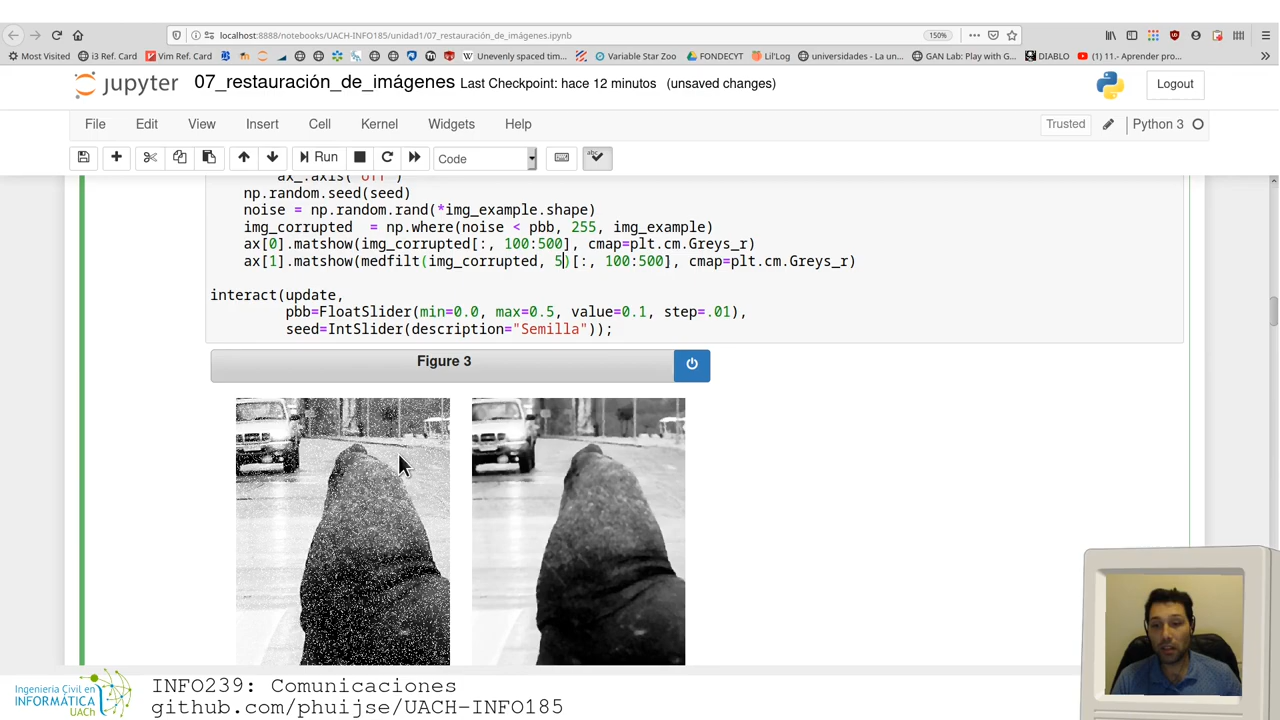 localhost:8888/notebooks/UACH-INFO185/unidad1/07_restauración_de_imágenes.ipynb
150%
Most Visited
i3 Ref. Card
Vim Ref. Card
Unevenly spaced tim...
Variable Star Zoo
FONDECYT
Lil'Log
universidades - La un...
GAN Lab: Play with G...
DIABLO
(1) 11.- Aprender pro...
jupyter
07_restauración_de_imágenes
Last Checkpoint: hace 12 minutos
(unsaved changes)
Logout
File
Edit
View
Insert
Cell
Kernel
Widgets
Help
Trusted
Python 3
Run
Code
np.random.seed(seed)
noise = np.random.rand(*img_example.shape)
img_corrupted  = np.where(noise < pbb, 255, img_example)
ax[0].matshow(img_corrupted[:, 100:500], cmap=plt.cm.Greys_r)
ax[1].matshow(medfilt(img_corrupted, 5)[:, 100:500], cmap=plt.cm.Greys_r)
interact(update,
pbb=FloatSlider(min=0.0, max=0.5, value=0.1, step=.01),
seed=IntSlider(description="Semilla"));
Figure 3
Ingeniería Civil en
INFORMÁTICA
UACh
INFO239: Comunicaciones
github.com/phuijse/UACH-INFO185